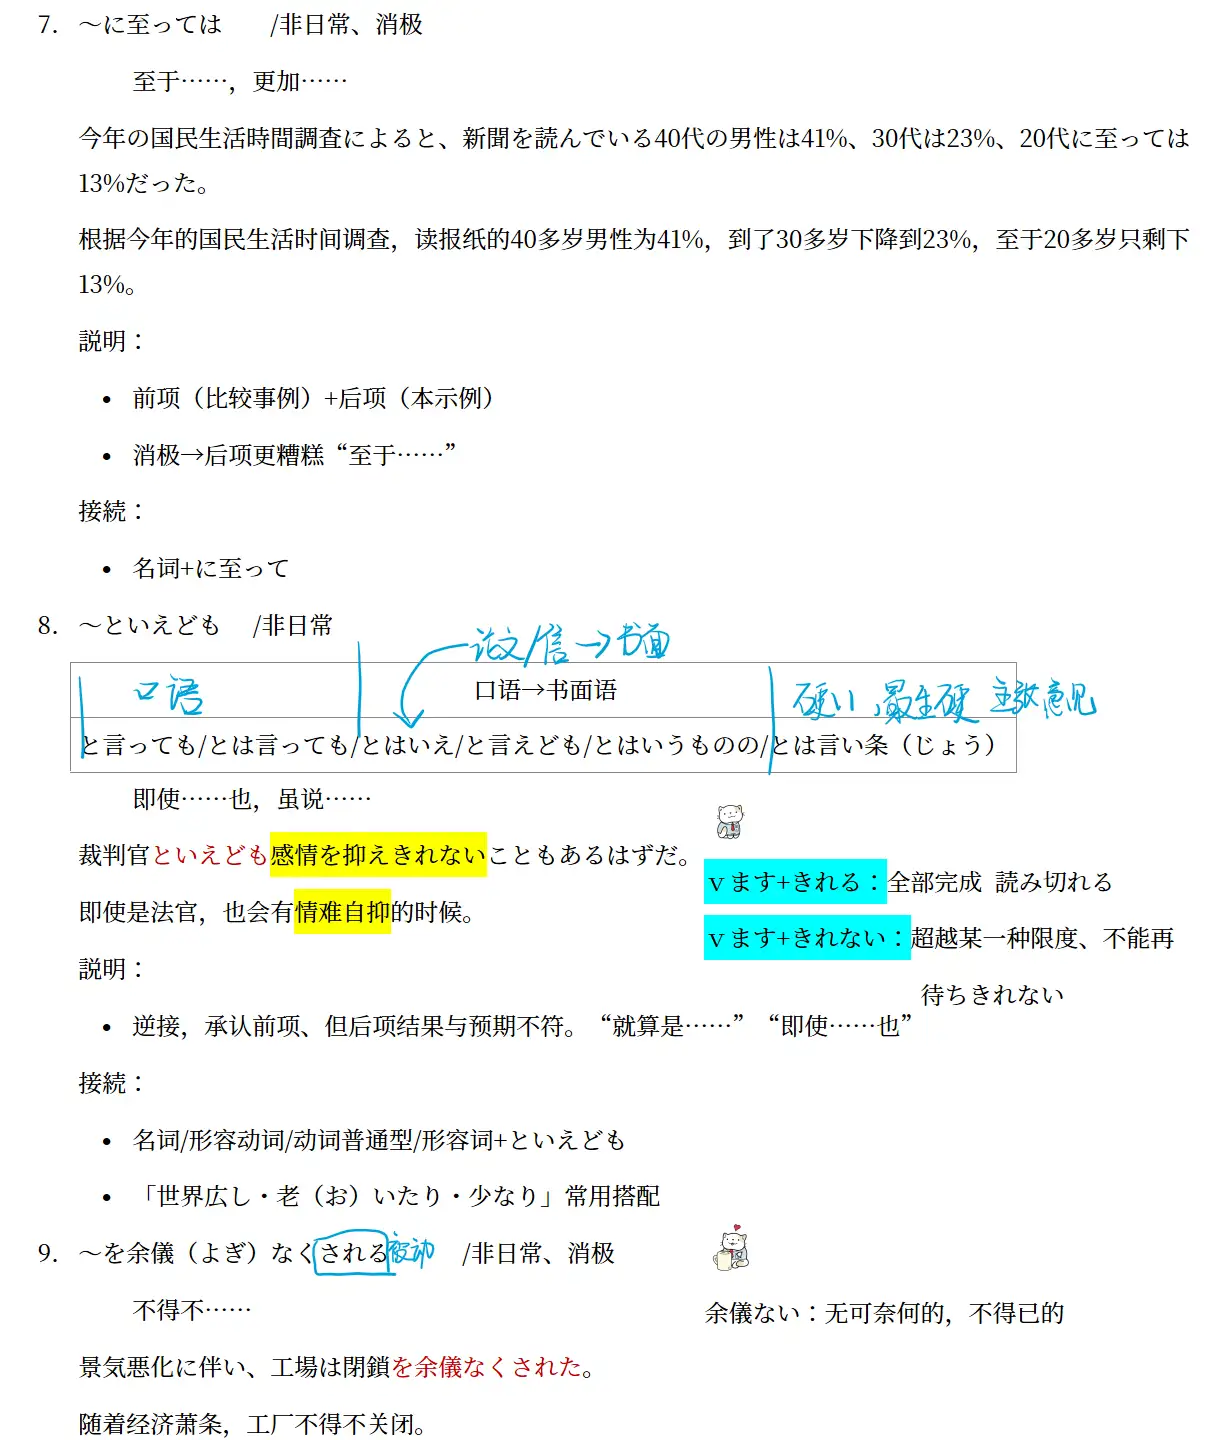 7. ～に至っては /非日常、消极
至于……，更加……
今年の国民生活時間調査によると、新聞を読んでいる40代の男性は41%、30代は23%、20代に至っては
13%だった。
根据今年的国民生活时间调查，读报纸的40多岁男性为41%，到了30多岁下降到23%，至于20多岁只剩下
13%。
説明：
• 前项（比较事例）+后项（本示例）
• 消极→后项更糟糕“至于……”
接続：
• 名词+に至って
8. ～といえども /非日常
论文/信→书面
口语
口语→书面语
硬い、最生硬 主敌意见
と言っても/とは言っても/とはいえ/と言えども/とはいうものの/とは言い条（じょう）
即使……也，虽说……
裁判官といえども感情を抑えきれないこともあるはずだ。
vます+きれる：全部完成 読み切れる
即使是法官，也会有情难自抑的时候。
vます+きれない：超越某一种限度、不能再
説明：
待ちきれない
• 逆接，承认前项、但后项结果与预期不符。“就算是……”“即使……也”
接続：
• 名词/形容动词/动词普通型/形容词+といえども
• 「世界広し・老（お）いたり・少なり」常用搭配
9. ～を余儀（よぎ）なくされる被动 /非日常、消极
不得不……
余儀ない：无可奈何的，不得已的
景気悪化に伴い、工場は閉鎖を余儀なくされた。
随着经济萧条，工厂不得不关闭。